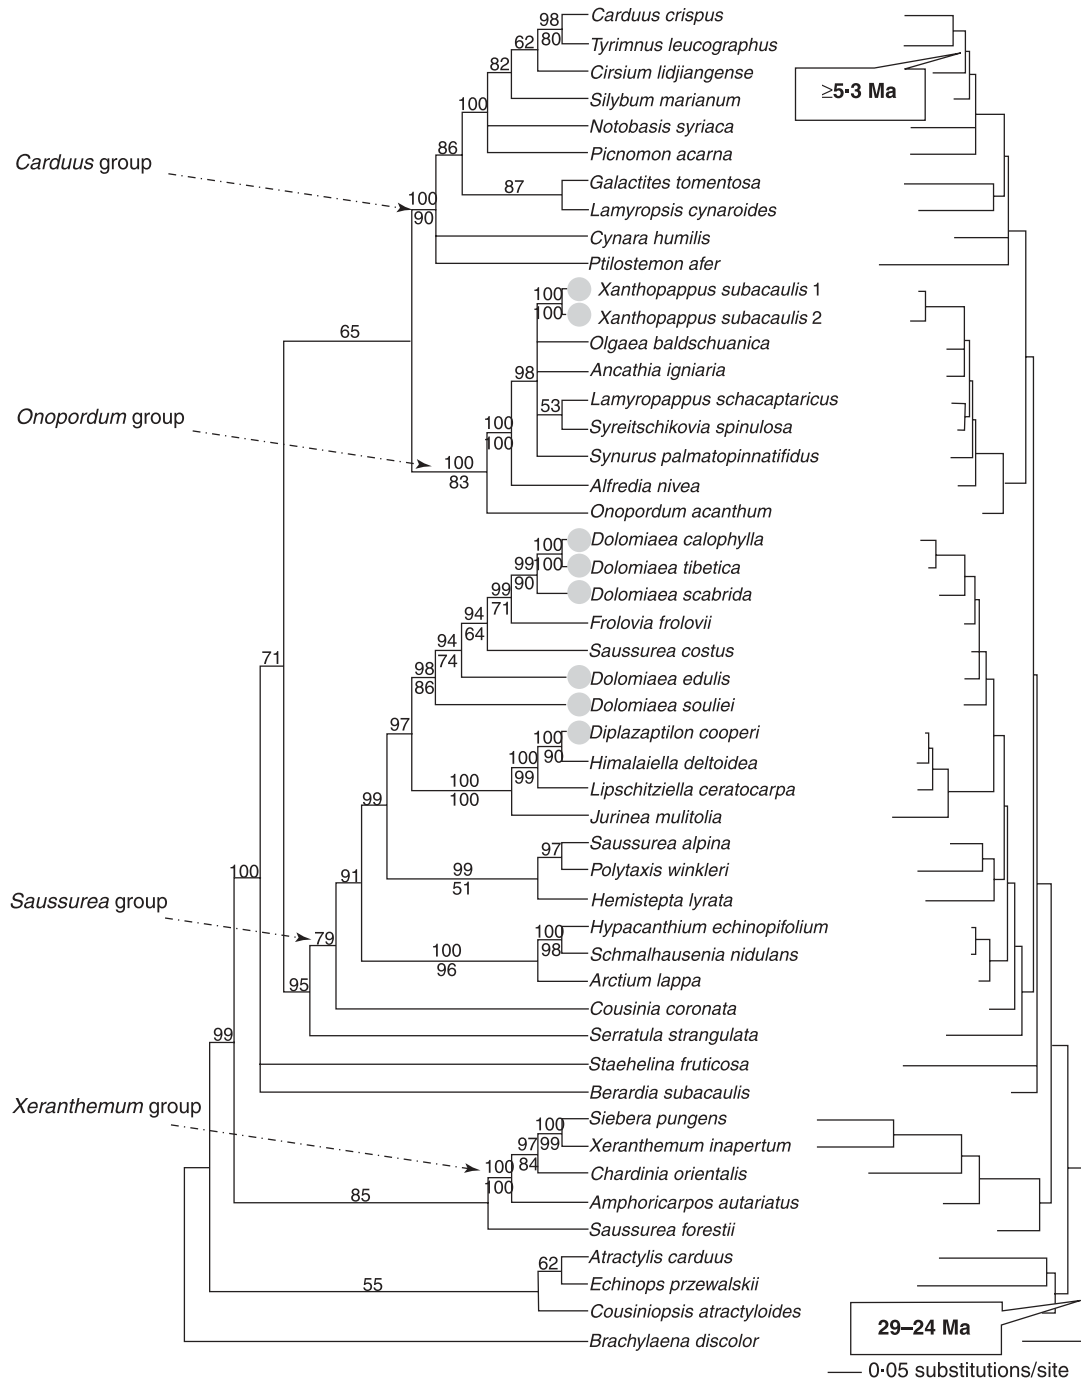 98
Carduus crispus
80
Tyrimnus leucographus
62
Cirsium lidjiangense
82
≥5·3 Ma
Silybum marianum
100
Notobasis syriaca
86
Picnomon acarna
Carduus group
87
Galactites tomentosa
100
90
Lamyropsis cynaroides
Cynara humilis
Ptilostemon afer
100
Xanthopappus subacaulis 1
100
Xanthopappus subacaulis 2
65
Olgaea baldschuanica
98
Ancathia igniaria
53
Lamyropappus schacaptaricus
Onopordum group
100
100
Syreitschikovia spinulosa
100
83
Synurus palmatopinnatifidus
Alfredia nivea
Onopordum acanthum
100
Dolomiaea calophylla
99
100
Dolomiaea tibetica
90
99
Dolomiaea scabrida
71
94
Frolovia frolovii
64
94
Saussurea costus
71
74
98
Dolomiaea edulis
86
Dolomiaea souliei
97
100
Diplazaptilon cooperi
100
90
Himalaiella deltoidea
100
99
Lipschitziella ceratocarpa
100
99
Jurinea mulitolia
97
Saussurea alpina
100
91
99
Polytaxis winkleri
51
Hemistepta lyrata
Saussurea group
100
Hypacanthium echinopifolium
79
100
98
Schmalhausenia nidulans
96
95
Arctium lappa
Cousinia coronata
99
Serratula strangulata
Staehelina fruticosa
Berardia subacaulis
Xeranthemum group
100
Siebera pungens
97
99
Xeranthemum inapertum
100
84
Chardinia orientalis
100
85
Amphoricarpos autariatus
Saussurea forestii
62
Atractylis carduus
55
Echinops przewalskii
Cousiniopsis atractyloides
29–24 Ma
Brachylaena discolor
0·05 substitutions/site